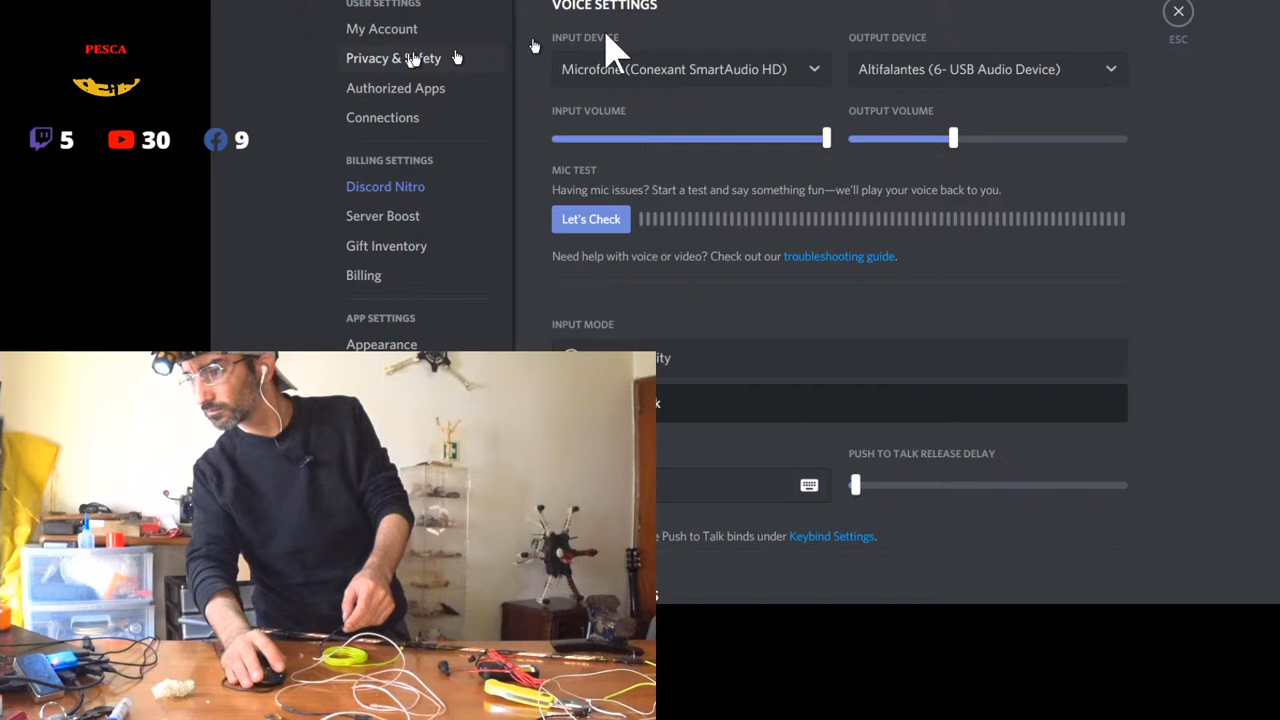 USER SETTINGS
My Account
Privacy & Safety
Authorized Apps
Connections
BILLING SETTINGS
Discord Nitro
Server Boost
Gift Inventory
Billing
APP SETTINGS
Appearance
PESCA
5 30 9
VOICE SETTINGS
INPUT DEVICE
Microfone (Conexant SmartAudio HD)
OUTPUT DEVICE
Altifalantes (6- USB Audio Device)
INPUT VOLUME
OUTPUT VOLUME
MIC TEST
Having mic issues? Start a test and say something fun—we'll play your voice back to you.
Let's Check
Need help with voice or video? Check out our troubleshooting guide.
INPUT MODE
ity
k
PUSH TO TALK RELEASE DELAY
e Push to Talk binds under Keybind Settings.
S
ESC